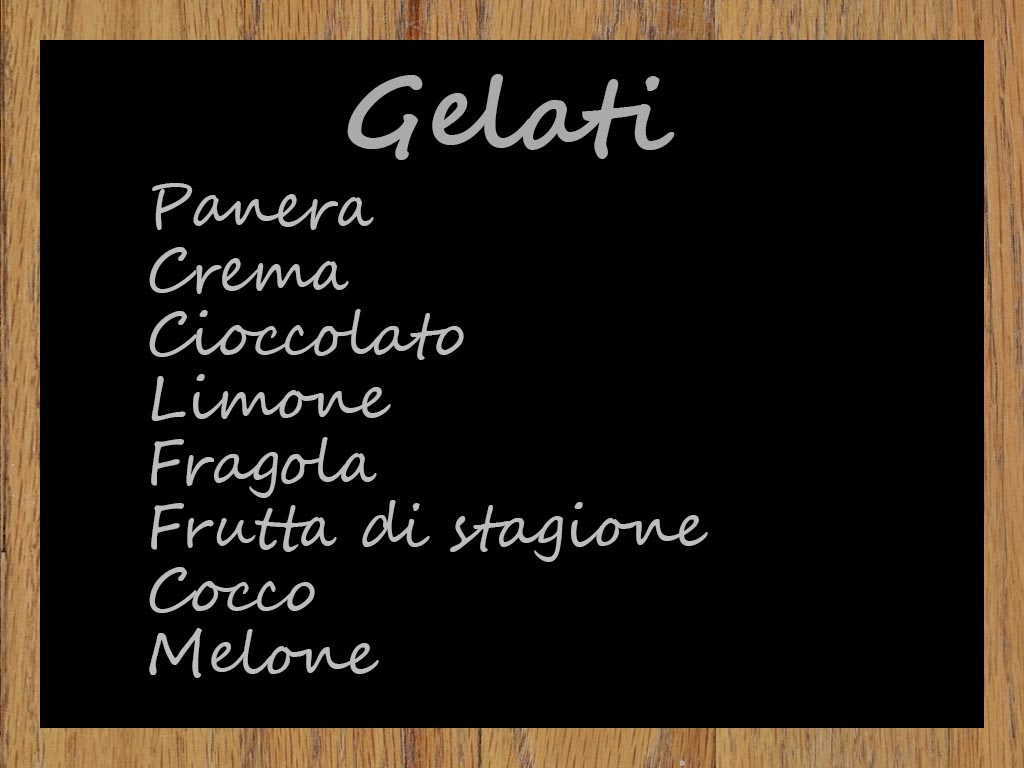 Gelati
Panera
Crema
Cioccolato
Limone
Fragola
Frutta di stagione
Cocco
Melone